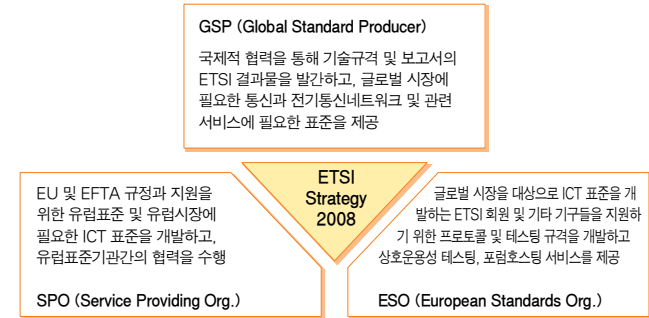 GSP (Global Standard Producer)
국제적 협력을 통해 기술규격 및 보고서의
ETSI 결과물을 발간하고, 글로벌 시장에
필요한 통신과 전기통신네트워크 및 관련
서비스에 필요한 표준을 제공
ETSI
Strategy
2008
EU 및 EFTA 규정과 지원을
위한 유럽표준 및 유럽시장에
필요한 ICT 표준을 개발하고,
유럽표준기관간의 협력을 수행
SPO (Service Providing Org.)
글로벌 시장을 대상으로 ICT 표준을 개
발하는 ETSI 회원 및 기타 기구들을 지원하
기 위한 프로토콜 및 테스팅 규격을 개발하고
상호운용성 테스팅, 포럼호스팅 서비스를 제공
ESO (European Standards Org.)